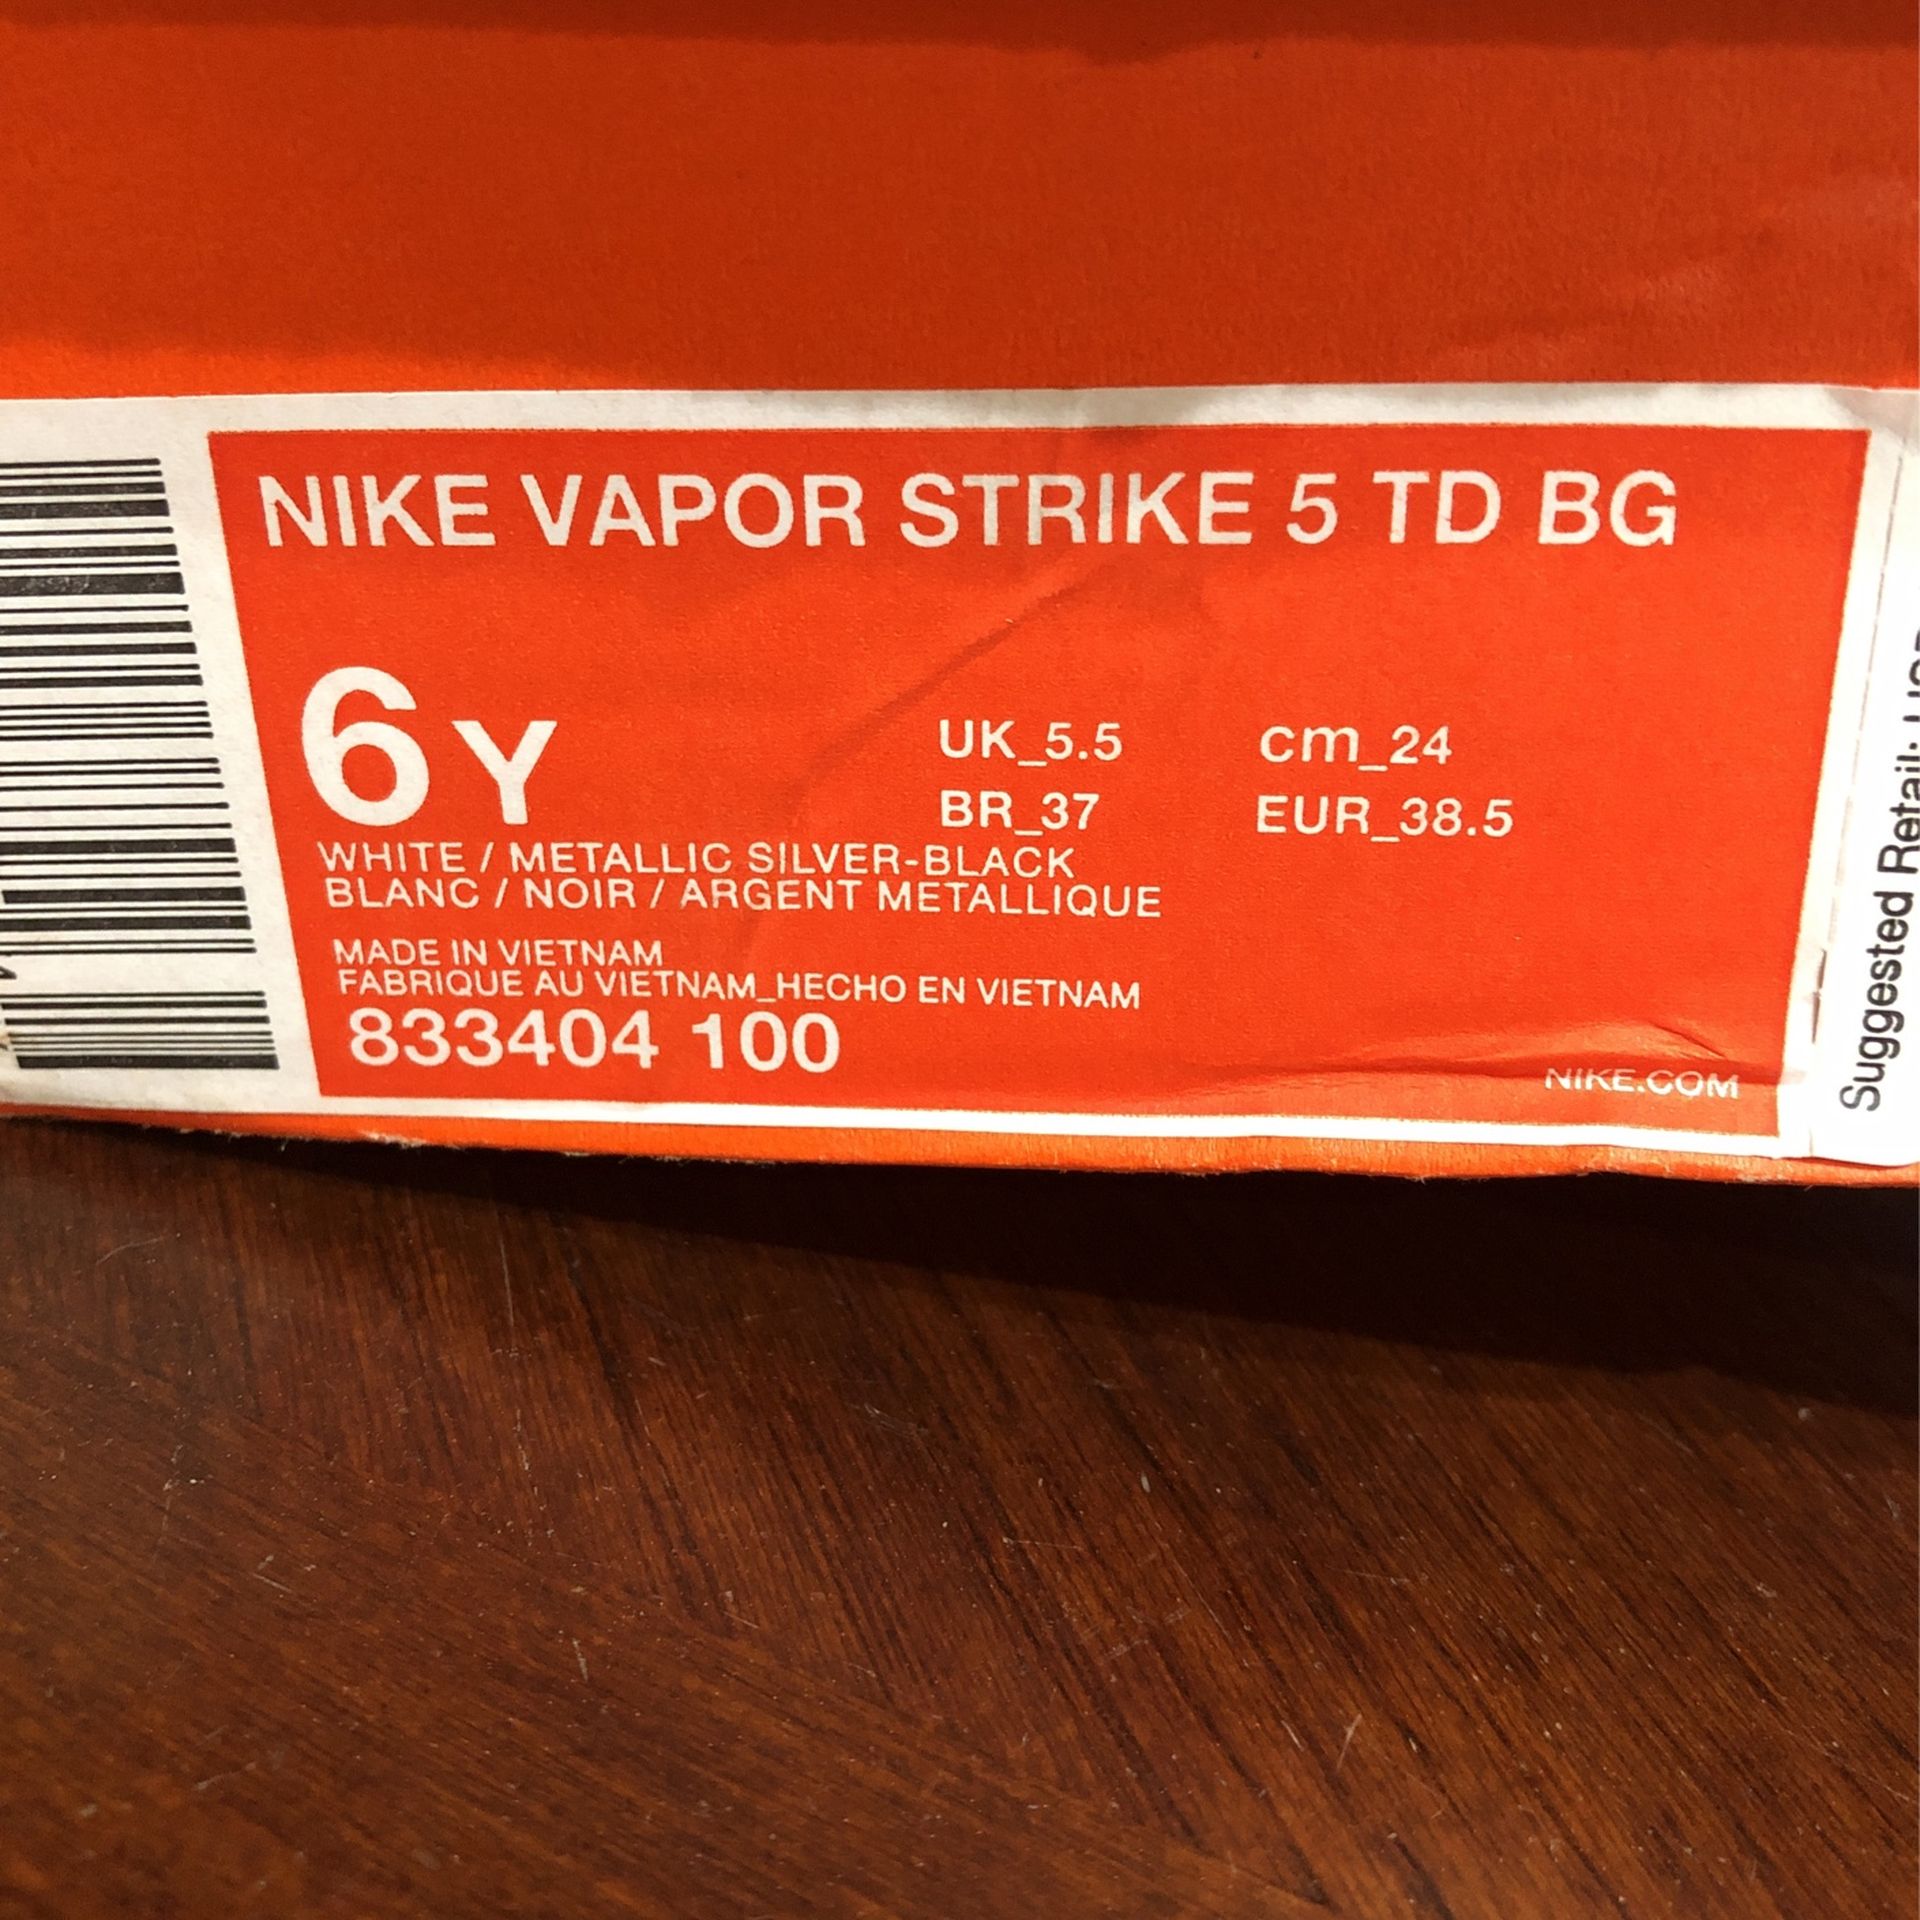 NIKE VAPOR STRIKE 5 TD BG
6 Y
UK_5.5 cm_24
BR_37 EUR_38.5
WHITE / METALLIC SILVER-BLACK
BLANC / NOIR / ARGENT METALLIQUE
MADE IN VIETNAM
FABRIQUE AU VIETNAM_HECHO EN VIETNAM
833404 100
NIKE.COM
Suggested Retail: